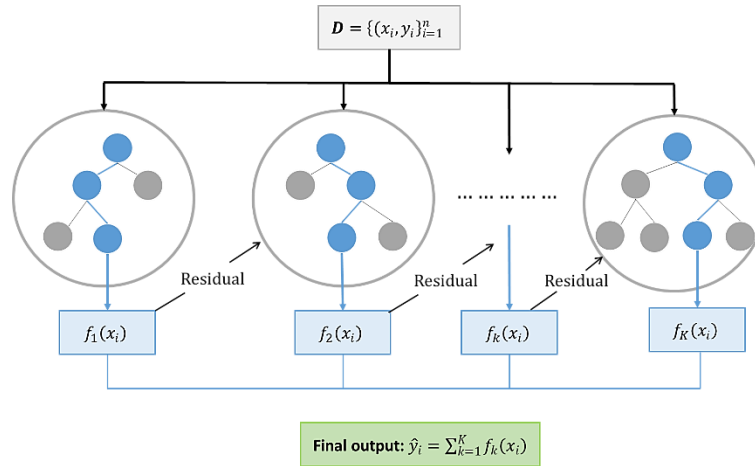 D = {(x_i, y_i}_{i=1}^n
… … … … …
Residual
Residual
Residual
f_1(x_i)
f_2(x_i)
f_k(x_i)
f_K(x_i)
Final output: ŷ_i = ∑_{k=1}^K f_k(x_i)